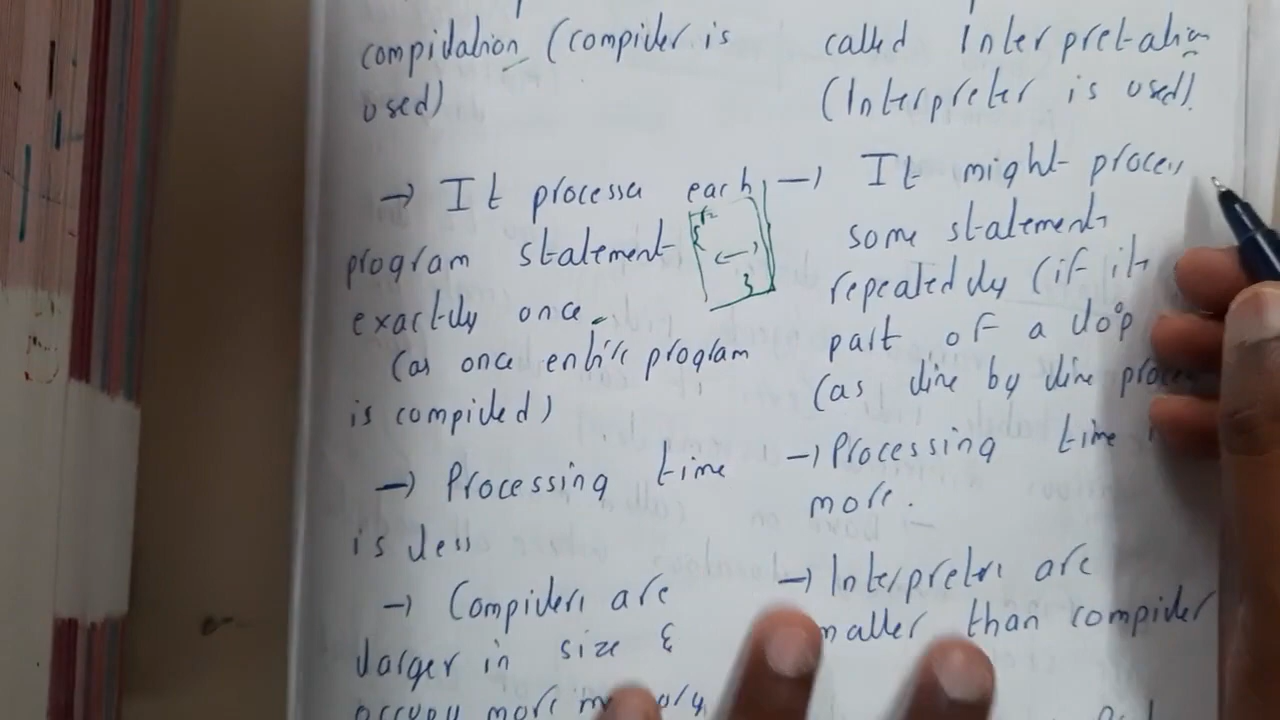 compilation (compiler is
used)
→ It processes each
program statement
exactly once.
(as once entire program
is compiled)
→ Processing time
is less
→ Compilers are
larger in size &
occupy more
called Interpretation
(Interpreter is used).
→ It might process
some statements
repeatedly (if it
part of a loop
(as line by line
→ Processing time
more.
→ Interpreters are
than compiler